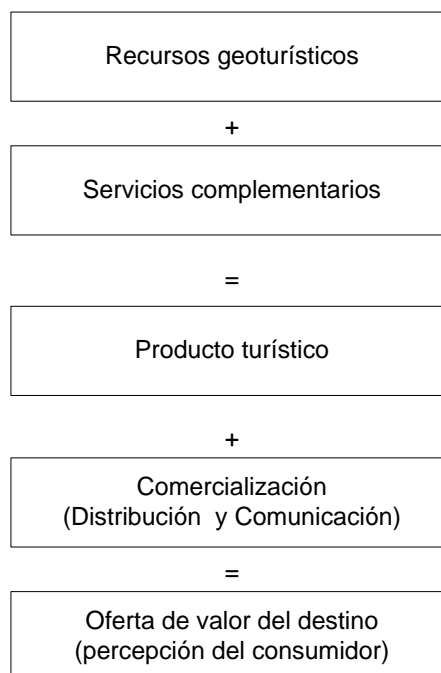 Recursos geoturísticos
+
Servicios complementarios
=
Producto turístico
+
Comercialización
(Distribución y Comunicación)
=
Oferta de valor del destino
(percepción del consumidor)